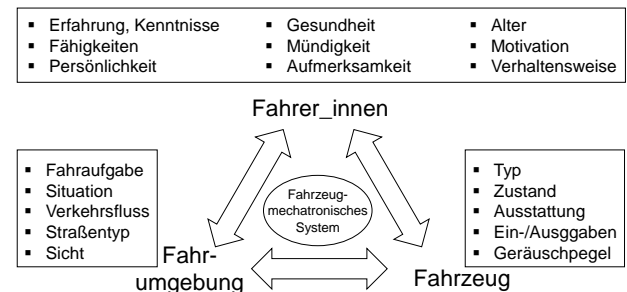 ▪ Erfahrung, Kenntnisse
▪ Fähigkeiten
▪ Persönlichkeit
▪ Gesundheit
▪ Mündigkeit
▪ Aufmerksamkeit
▪ Alter
▪ Motivation
▪ Verhaltensweise
Fahrer_innen
▪ Fahraufgabe
▪ Situation
▪ Verkehrsfluss
▪ Straßentyp
▪ Sicht
Fahrzeug-
mechatronisches
System
▪ Typ
▪ Zustand
▪ Ausstattung
▪ Ein-/Ausggaben
▪ Geräuschpegel
Fahr-
umgebung
Fahrzeug